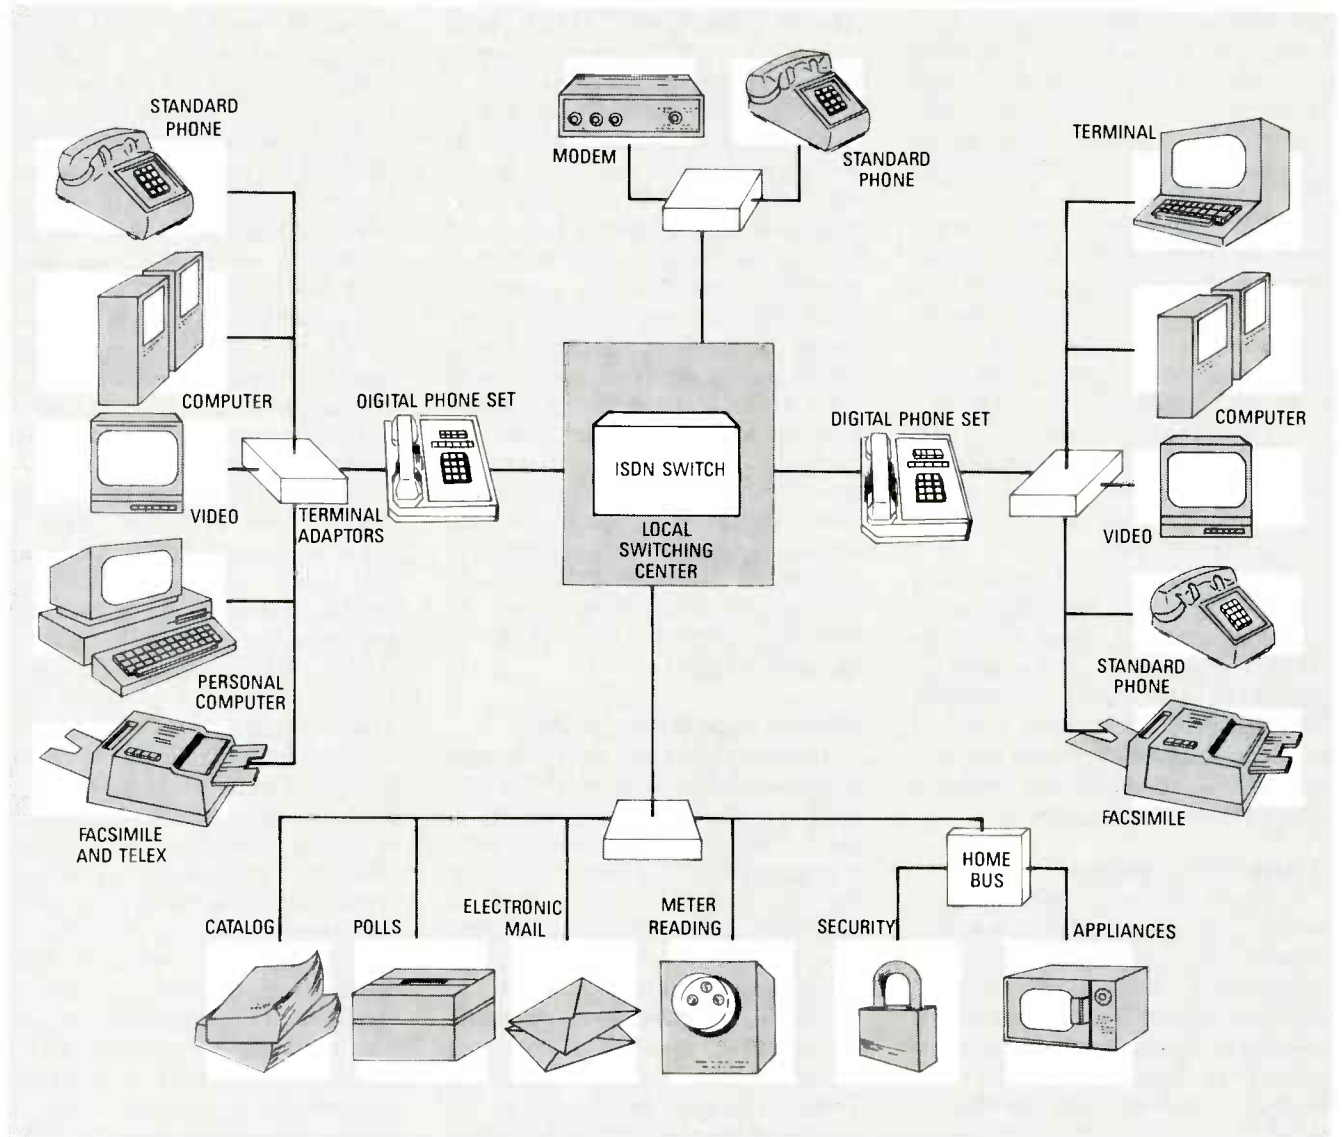 STANDARD
PHONE
MODEM
STANDARD
PHONE
TERMINAL
COMPUTER
DIGITAL PHONE SET
DIGITAL PHONE SET
COMPUTER
ISDN SWITCH
LOCAL
SWITCHING
CENTER
VIDEO
TERMINAL
ADAPTORS
VIDEO
PERSONAL
COMPUTER
STANDARD
PHONE
FACSIMILE
AND TELEX
FACSIMILE
HOME
BUS
CATALOG
POLLS
ELECTRONIC
MAIL
METER
READING
SECURITY
APPLIANCES